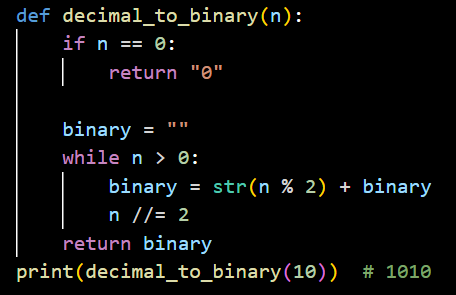 def decimal_to_binary(n):
    if n == 0:
        return "0"

    binary = ""
    while n > 0:
        binary = str(n % 2) + binary
        n //= 2
    return binary
print(decimal_to_binary(10))  # 1010